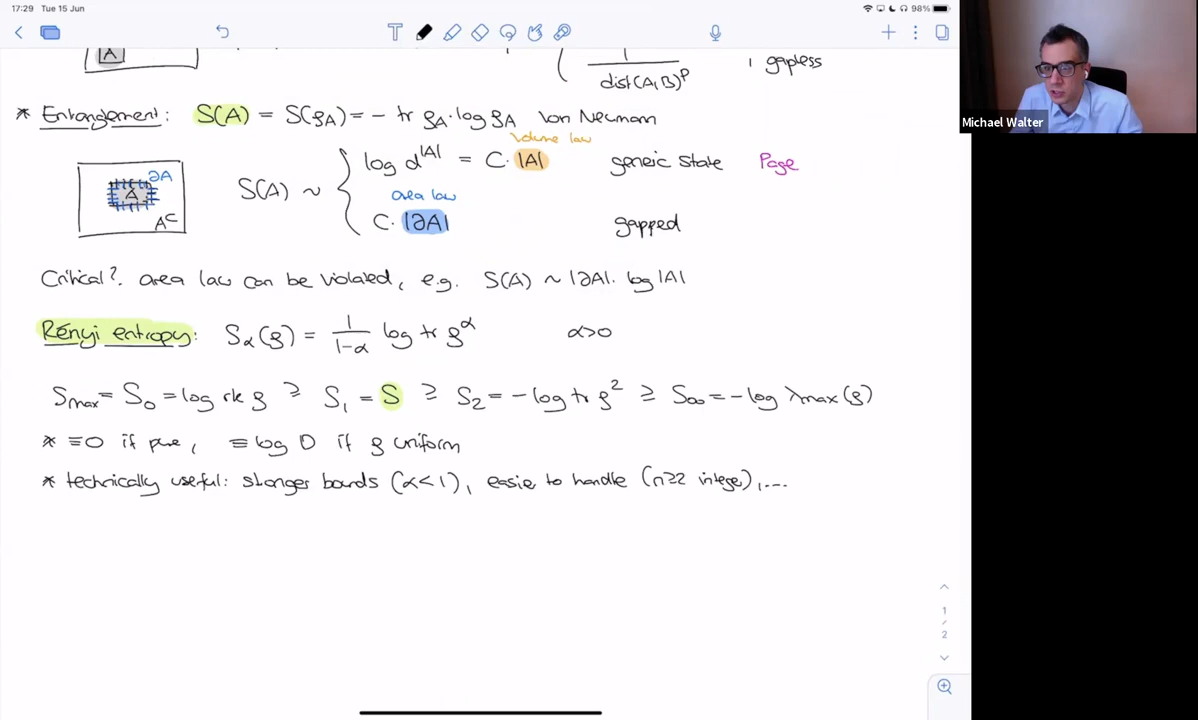 17:29 Tue 15 Jun
98%
Michael Walter
A
1
dist(A,B)^p
, gapless
* Entanglement: S(A) = S(ρ_A) = - tr ρ_A · log ρ_A von Neumann
volume law
log d^|A| = C · |A| generic state Page
∂A
A
A^c
S(A) ~
area law
C · |∂A| gapped
Critical? area law can be violated, e.g. S(A) ~ |∂A| · log |A|
Rényi entropy: S_α(ρ) = 1/(1-α) log tr ρ^α α>0
S_max = S_0 = log rk ρ ≥ S_1 = S ≥ S_2 = - log tr ρ^2 ≥ S_∞ = - log λ_max(ρ)
* ≡0 if pure, ≡ log D if ρ uniform
* technically useful: stronger bounds (α<1), easier to handle (n≥2 integer), ...
1
/
2